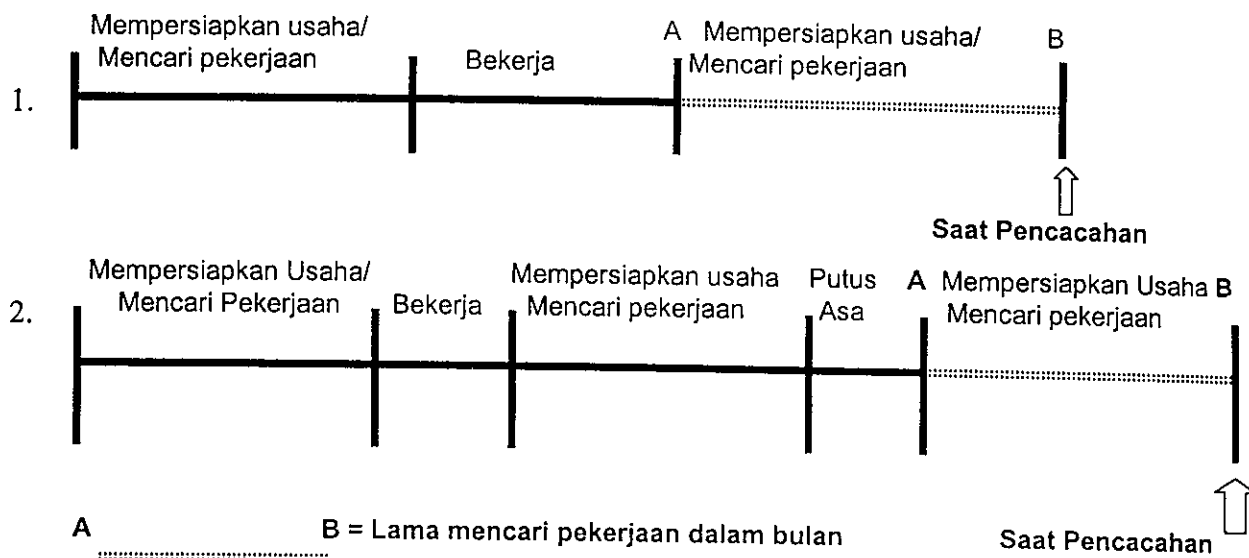 Mempersiapkan usaha/ A Mempersiapkan usaha/ B
Mencari pekerjaan Bekerja Mencari pekerjaan
1.
Saat Pencacahan
Mempersiapkan Usaha/ Mempersiapkan usaha Putus A Mempersiapkan Usaha B
2. Mencari Pekerjaan Bekerja Mencari pekerjaan Asa Mencari pekerjaan
A B = Lama mencari pekerjaan dalam bulan
Saat Pencacahan